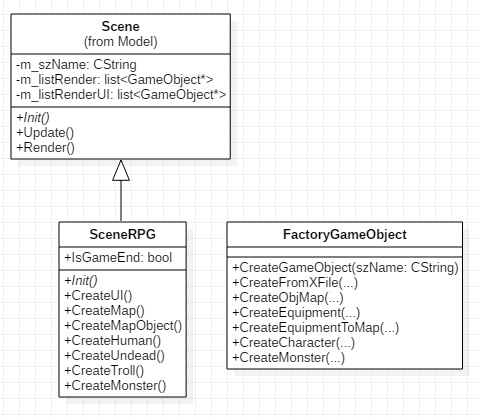 Scene
(from Model)
-m_szName: CString
-m_listRender: list<GameObject*>
-m_listRenderUI: list<GameObject*>
+Init()
+Update()
+Render()
SceneRPG
+IsGameEnd: bool
+Init()
+CreateUI()
+CreateMap()
+CreateMapObject()
+CreateHuman()
+CreateUndead()
+CreateTroll()
+CreateMonster()
FactoryGameObject
+CreateGameObject(szName: CString)
+CreateFromXFile(...)
+CreateObjMap(...)
+CreateEquipment(...)
+CreateEquipmentToMap(...)
+CreateCharacter(...)
+CreateMonster(...)